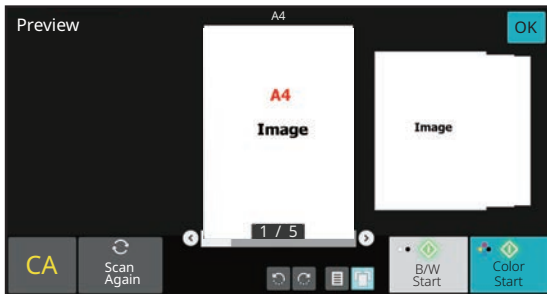 Preview
A4
OK
A4
Image
Image
1 / 5
CA
Scan
Again
B/W
Start
Color
Start